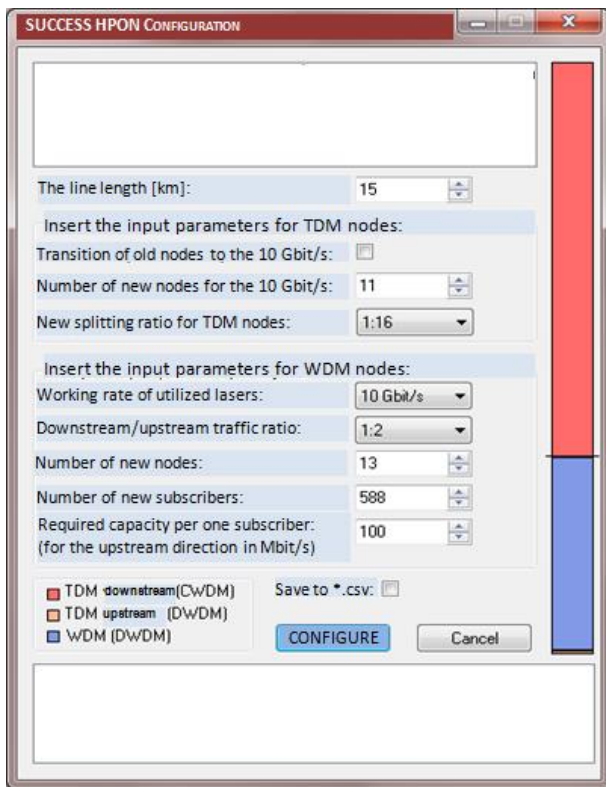 SUCCESS HPON CONFIGURATION
The line length [km]: 15
Insert the input parameters for TDM nodes:
Transition of old nodes to the 10 Gbit/s:
Number of new nodes for the 10 Gbit/s: 11
New splitting ratio for TDM nodes: 1:16
Insert the input parameters for WDM nodes:
Working rate of utilized lasers: 10 Gbit/s
Downstream/upstream traffic ratio: 1:2
Number of new nodes: 13
Number of new subscribers: 588
Required capacity per one subscriber: 100
(for the upstream direction in Mbit/s)
TDM downstream(CWDM) Save to *.csv:
TDM upstream (DWDM)
WDM (DWDM) CONFIGURE Cancel